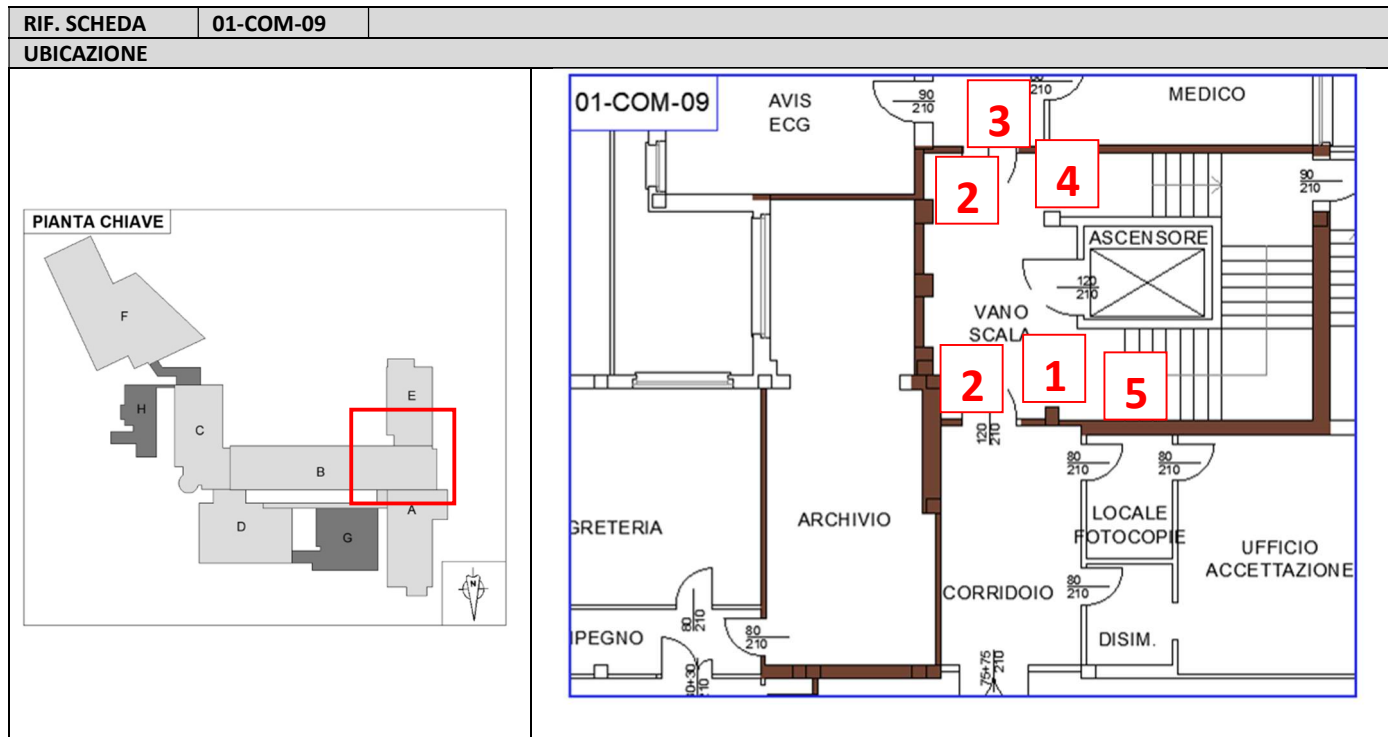 RIF. SCHEDA 01-COM-09
UBICAZIONE
PIANTA CHIAVE
F
H
C
E
B
A
D
G
N
01-COM-09
AVIS
ECG
90
210
3
210
MEDICO
2
4
90
210
ASCENSORE
120
210
VANO
SCALA
2
1
5
120
210
80
210
80
210
LOCALE
FOTOCOPIE
GRETERIA
ARCHIVIO
UFFICIO
ACCETTAZIONE
CORRIDOIO
80
210
DISIM.
80
210
IPEGNO
80
210
75+75
210
+30
210